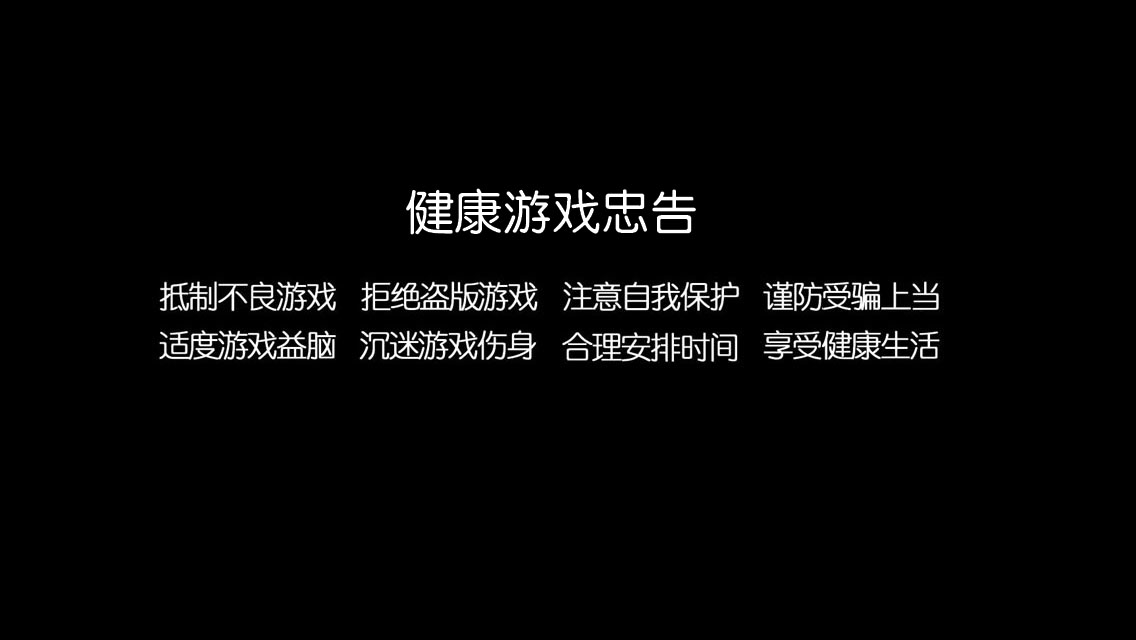 健康游戏忠告
抵制不良游戏 拒绝盗版游戏 注意自我保护 谨防受骗上当
适度游戏益脑 沉迷游戏伤身 合理安排时间 享受健康生活